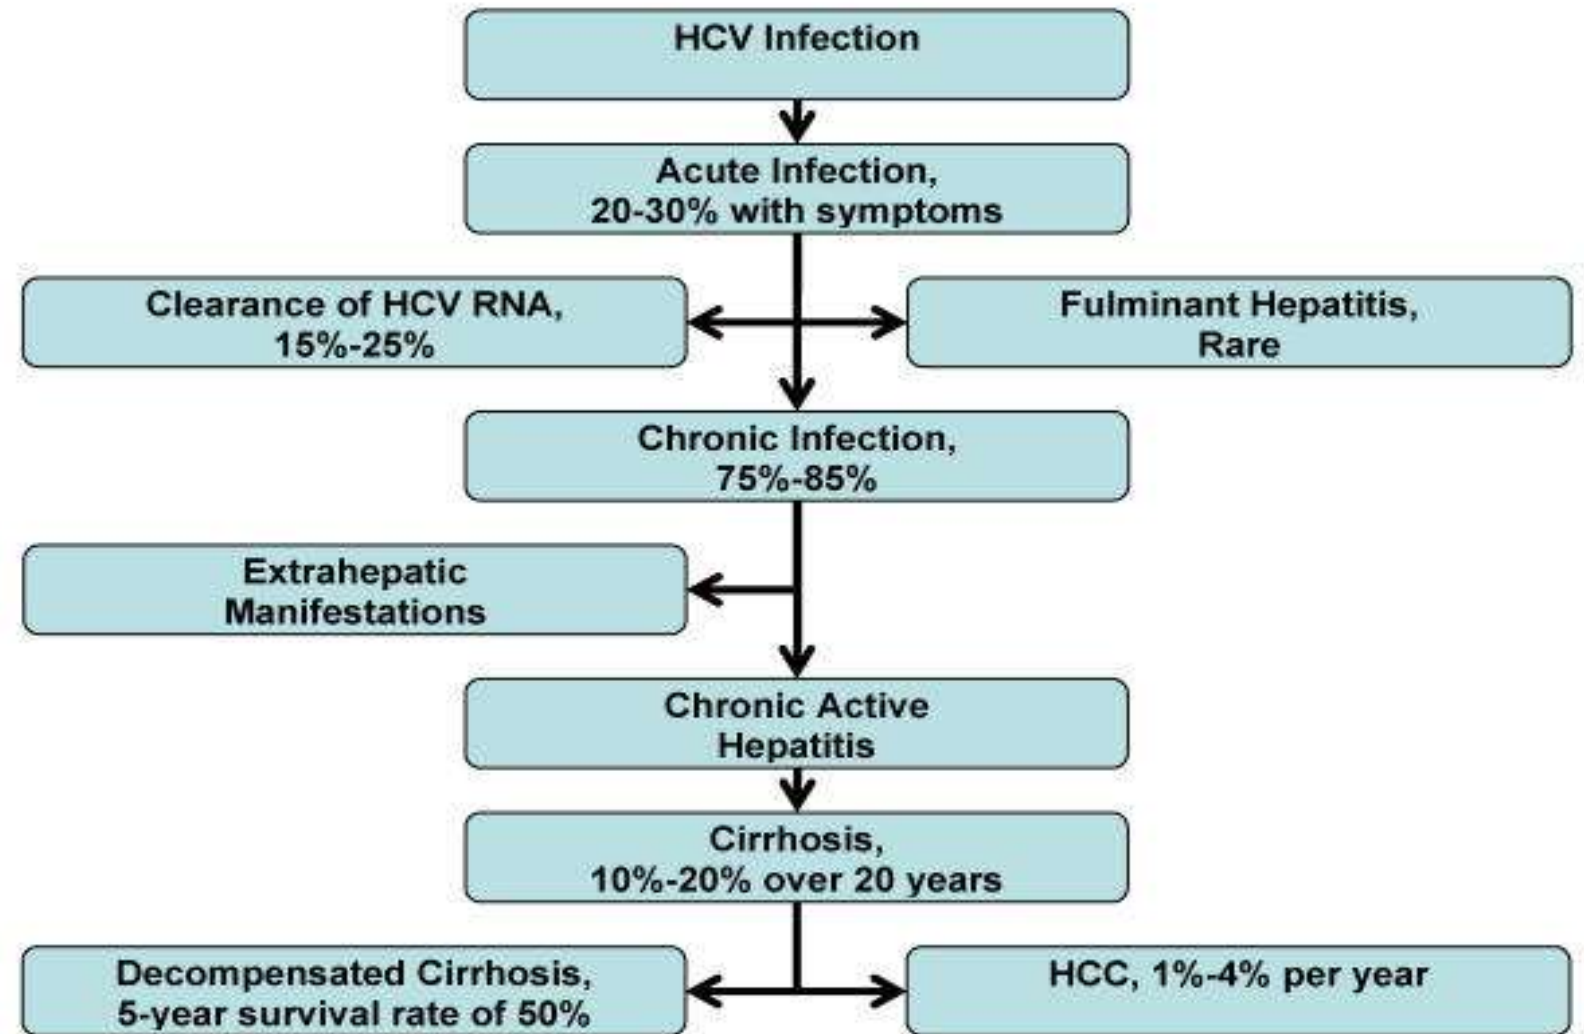 HCV Infection
Acute Infection,
20-30% with symptoms
Clearance of HCV RNA,
15%-25%
Fulminant Hepatitis,
Rare
Chronic Infection,
75%-85%
Extrahepatic
Manifestations
Chronic Active
Hepatitis
Cirrhosis,
10%-20% over 20 years
Decompensated Cirrhosis,
5-year survival rate of 50%
HCC, 1%-4% per year